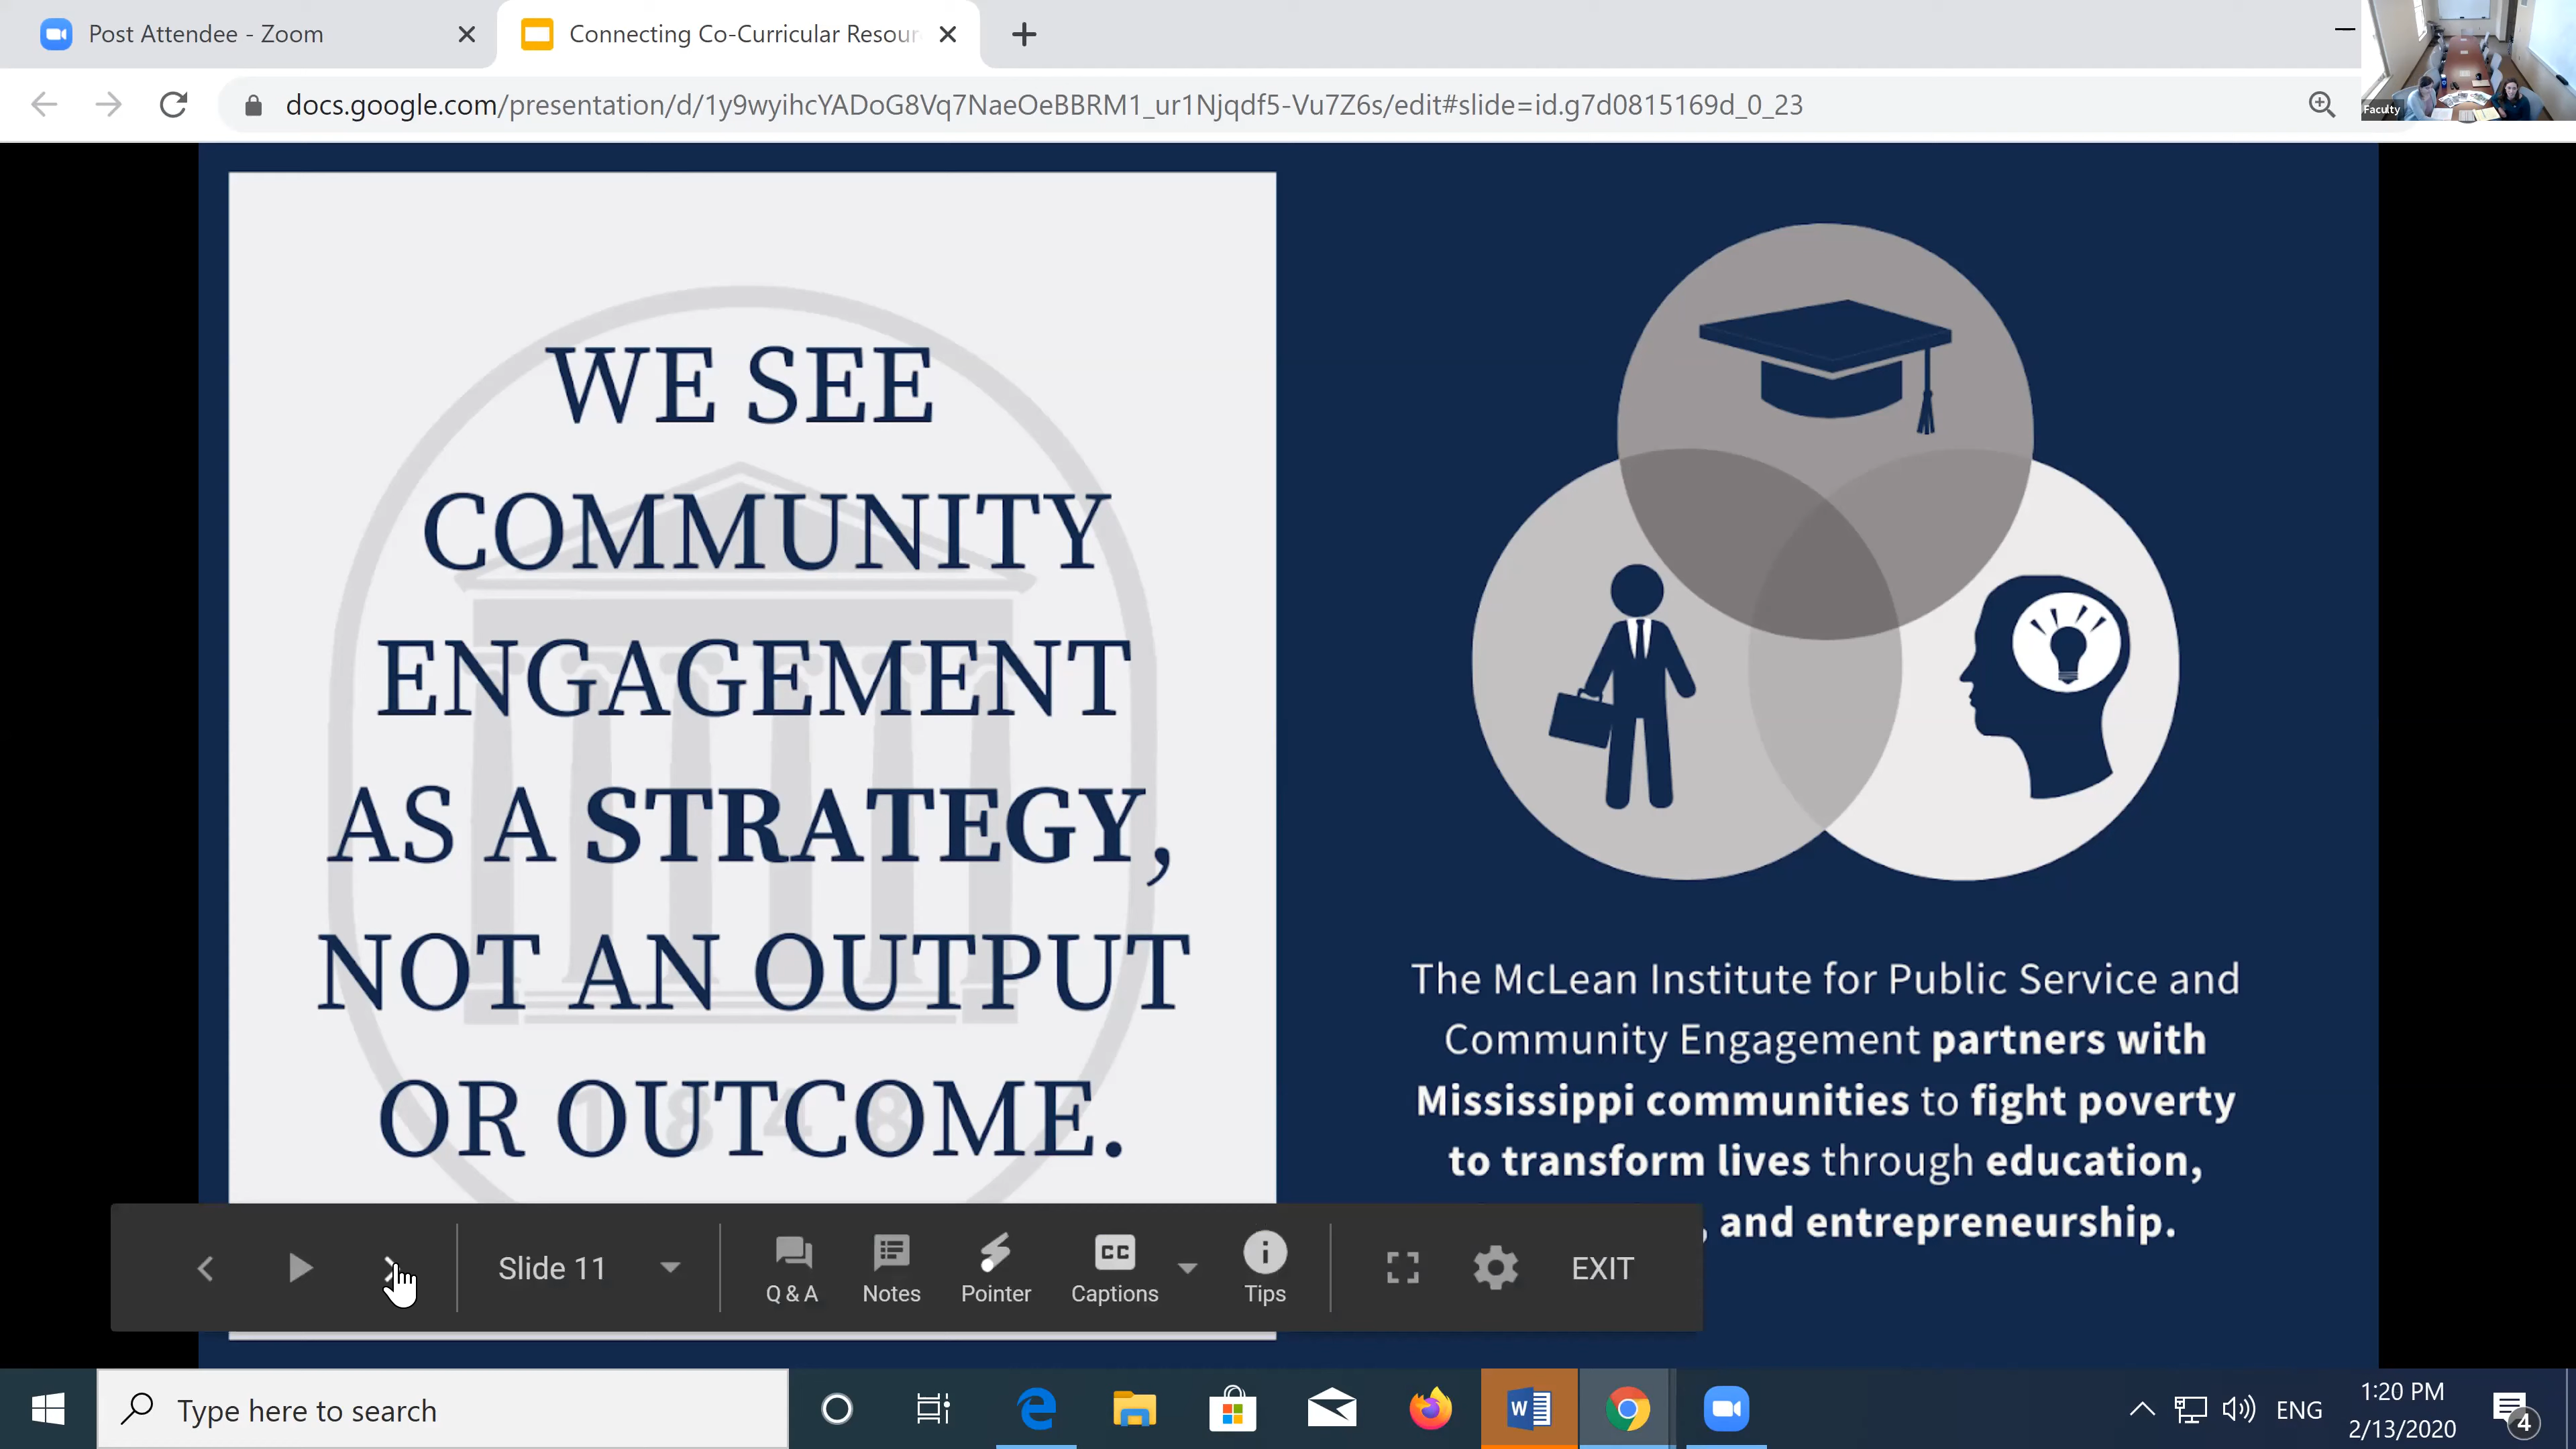 Post Attendee - Zoom
Connecting Co-Curricular Resour
docs.google.com/presentation/d/1y9wyihcYADoG8Vq7NaeOeBBRM1_ur1Njqdf5-Vu7Z6s/edit#slide=id.g7d0815169d_0_23
Faculty
WE SEE
COMMUNITY
ENGAGEMENT
AS A STRATEGY,
NOT AN OUTPUT
OR OUTCOME.
1848
The McLean Institute for Public Service and
Community Engagement partners with
Mississippi communities to fight poverty
to transform lives through education,
, and entrepreneurship.
Slide 11
Q & A
Notes
Pointer
CC
Captions
Tips
EXIT
Type here to search
W
ENG
1:20 PM
2/13/2020
4